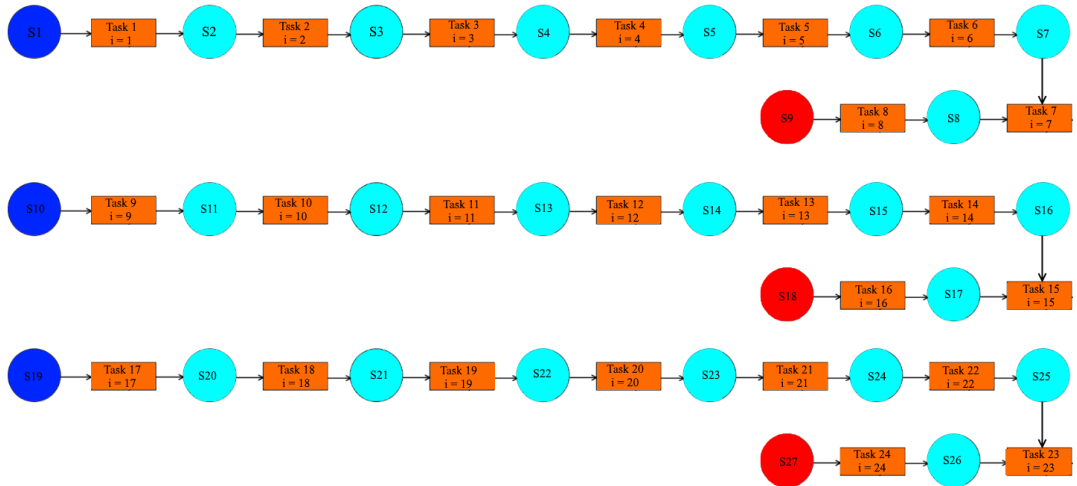 S1
Task 1
i = 1
S2
Tssk 2
i = 2
S3
Task 3
i = 3
S4
Task 4
i = 4
S5
Task 5
i = 5
S6
Task 6
i = 6
S7
S9
Task 8
i = 8
S8
Task 7
i = 7
S10
Task 9
i = 9
S11
Task 10
i = 10
S12
Task 11
i = 11
S13
Task 12
i = 12
S14
Task 13
i = 13
S15
Task 14
i = 14
S16
S18
Task 16
i = 16
S17
Task 15
i = 15
S19
Task 17
i = 17
S20
Task 18
i = 18
S21
Task 19
i = 19
S22
Task 20
i = 20
S23
Task 21
i = 21
S24
Task 22
i = 22
S25
S27
Task 24
i = 24
S26
Task 23
i = 23